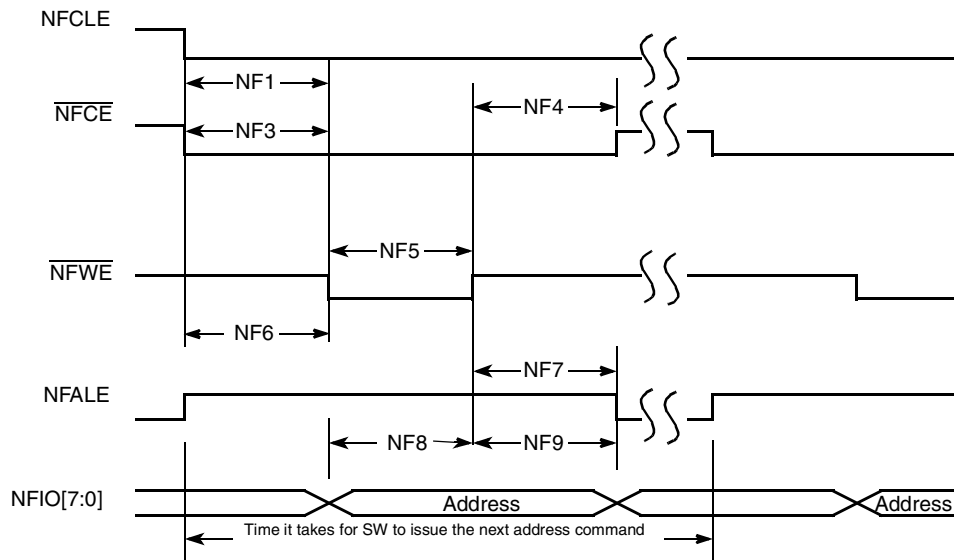 NFCLE
NF1
NF4
NFCE
NF3
NF5
NFWE
NF6
NF7
NFALE
NF8
NF9
NFIO[7:0]
Address
Address
Time it takes for SW to issue the next address command